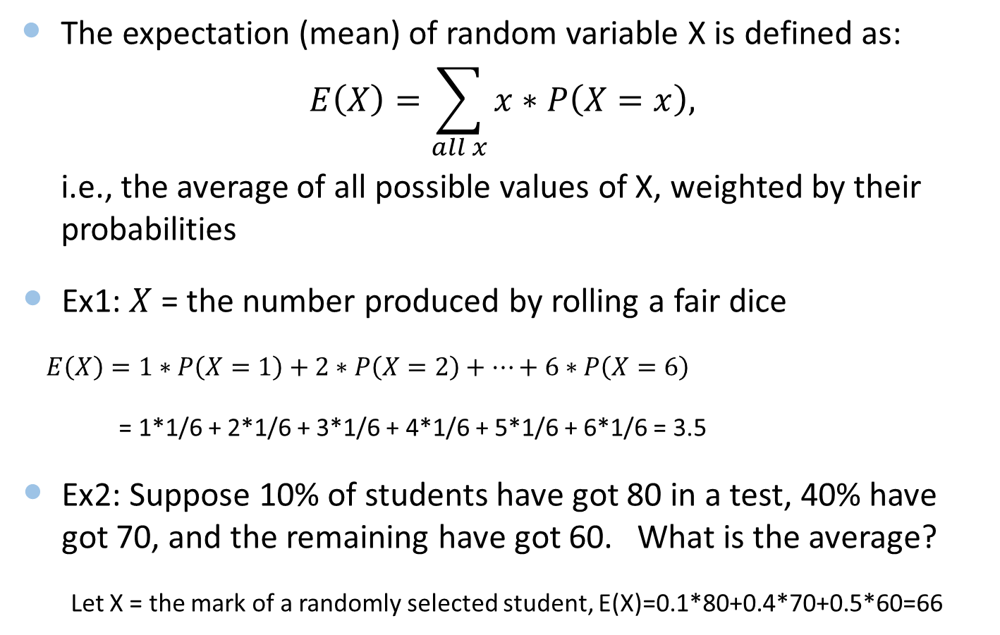 • The expectation (mean) of random variable X is defined as:
E(X) = ∑ x * P(X = x),
all x
i.e., the average of all possible values of X, weighted by their
probabilities
• Ex1: X = the number produced by rolling a fair dice
E(X) = 1 * P(X = 1) + 2 * P(X = 2) + ⋯ + 6 * P(X = 6)
= 1*1/6 + 2*1/6 + 3*1/6 + 4*1/6 + 5*1/6 + 6*1/6 = 3.5
• Ex2: Suppose 10% of students have got 80 in a test, 40% have
got 70, and the remaining have got 60. What is the average?
Let X = the mark of a randomly selected student, E(X)=0.1*80+0.4*70+0.5*60=66